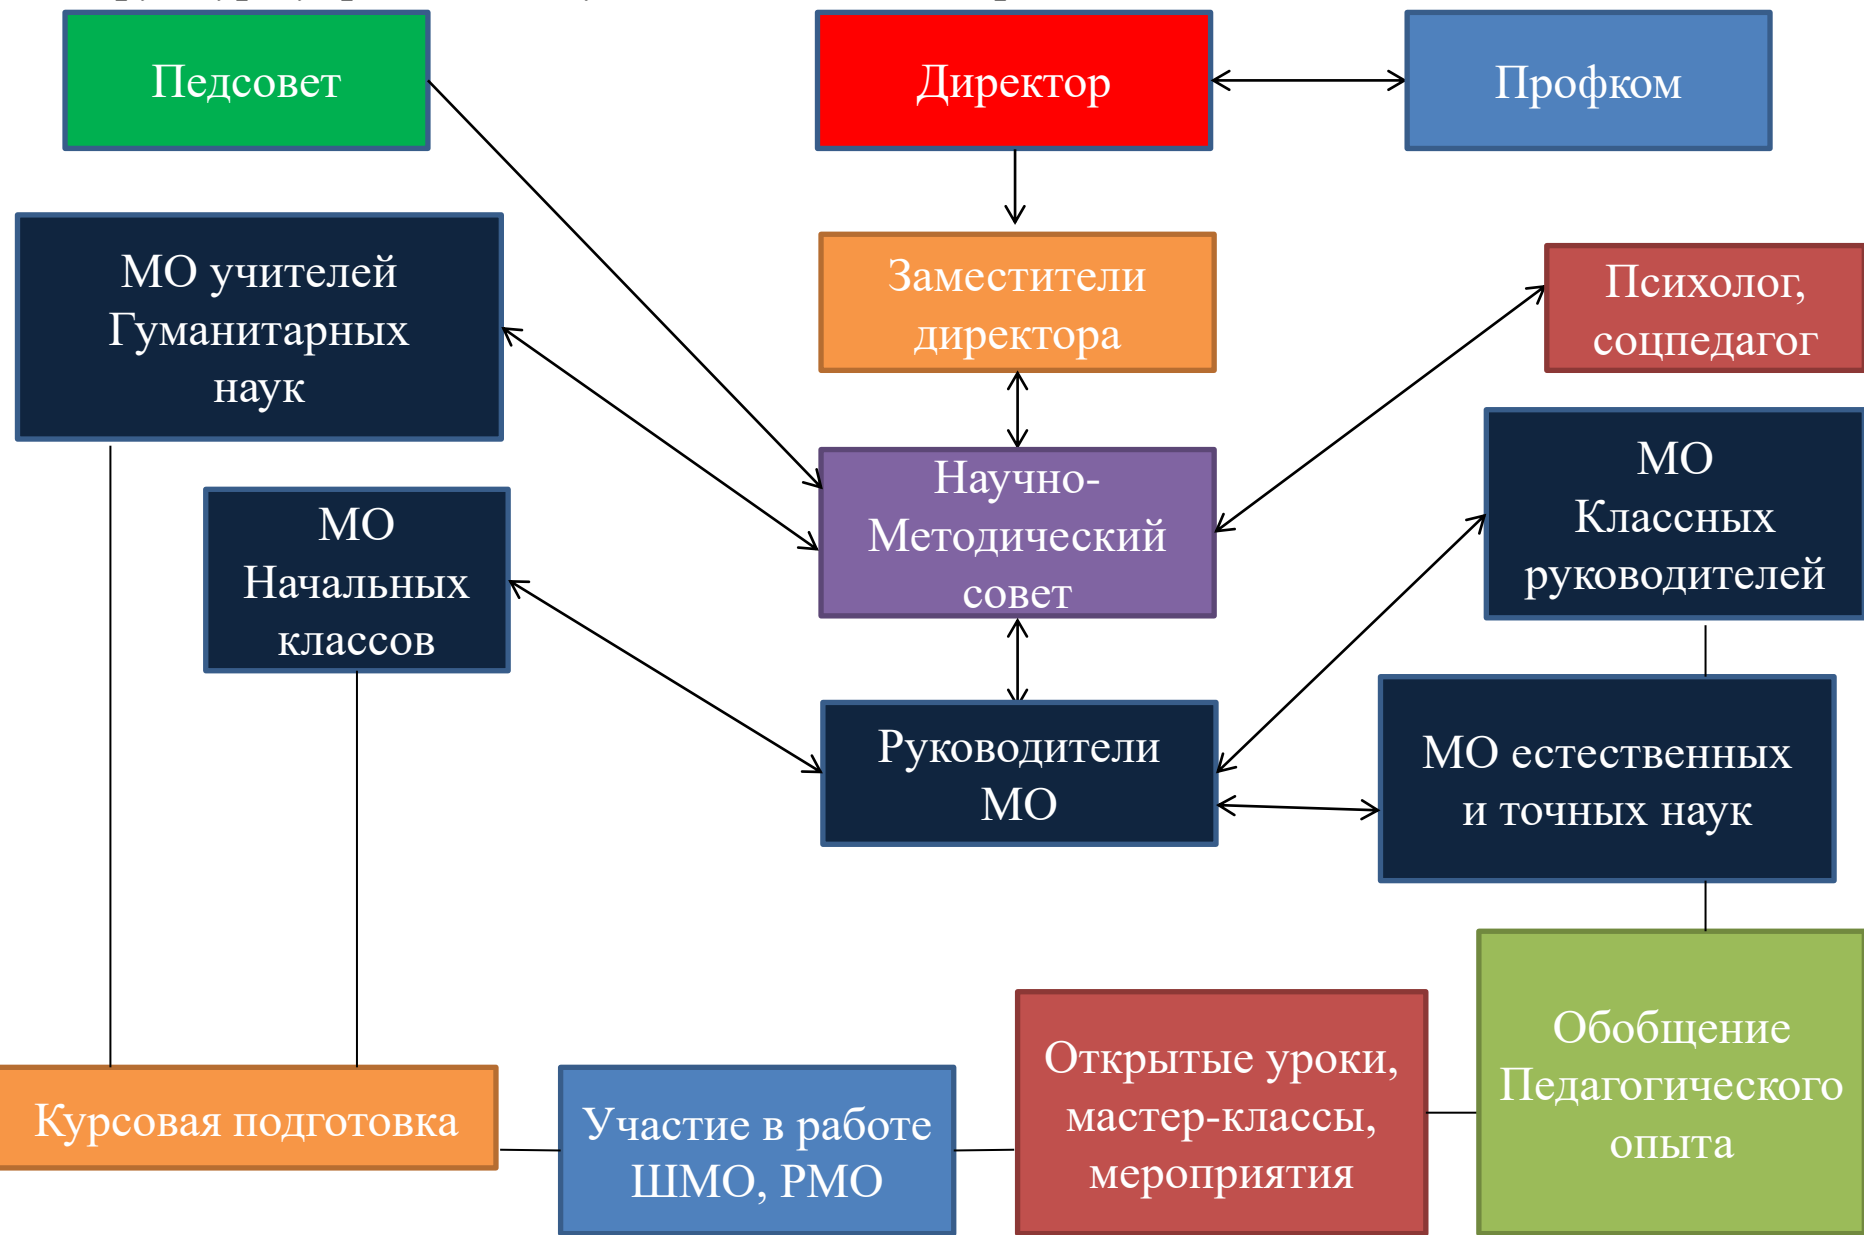 Педсовет
Директор
Профком
МО учителей
Гуманитарных
наук
Заместители
директора
Психолог,
соцпедагог
МО
Начальных
классов
Научно-
Методический
совет
МО
Классных
руководителей
Руководители
МО
МО естественных
и точных наук
Курсовая подготовка
Участие в работе
ШМО, РМО
Открытые уроки,
мастер-классы,
мероприятия
Обобщение
Педагогического
опыта